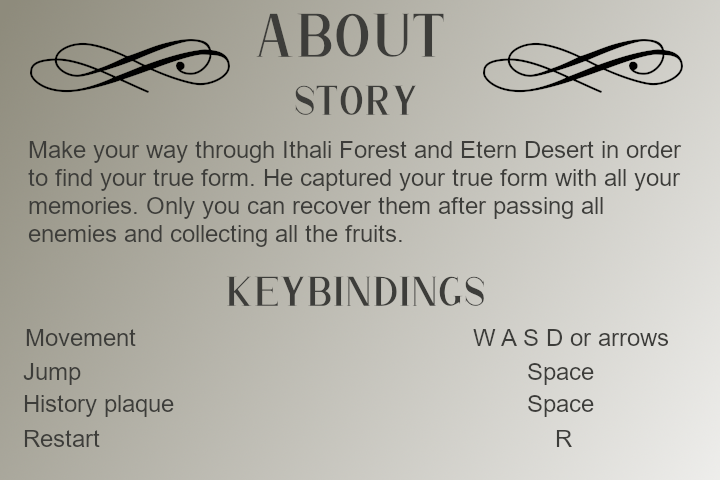 ABOUT
STORY
Make your way through Ithali Forest and Etern Desert in order
to find your true form. He captured your true form with all your
memories. Only you can recover them after passing all
enemies and collecting all the fruits.
KEYBINDINGS
Movement W A S D or arrows
Jump Space
History plaque Space
Restart R